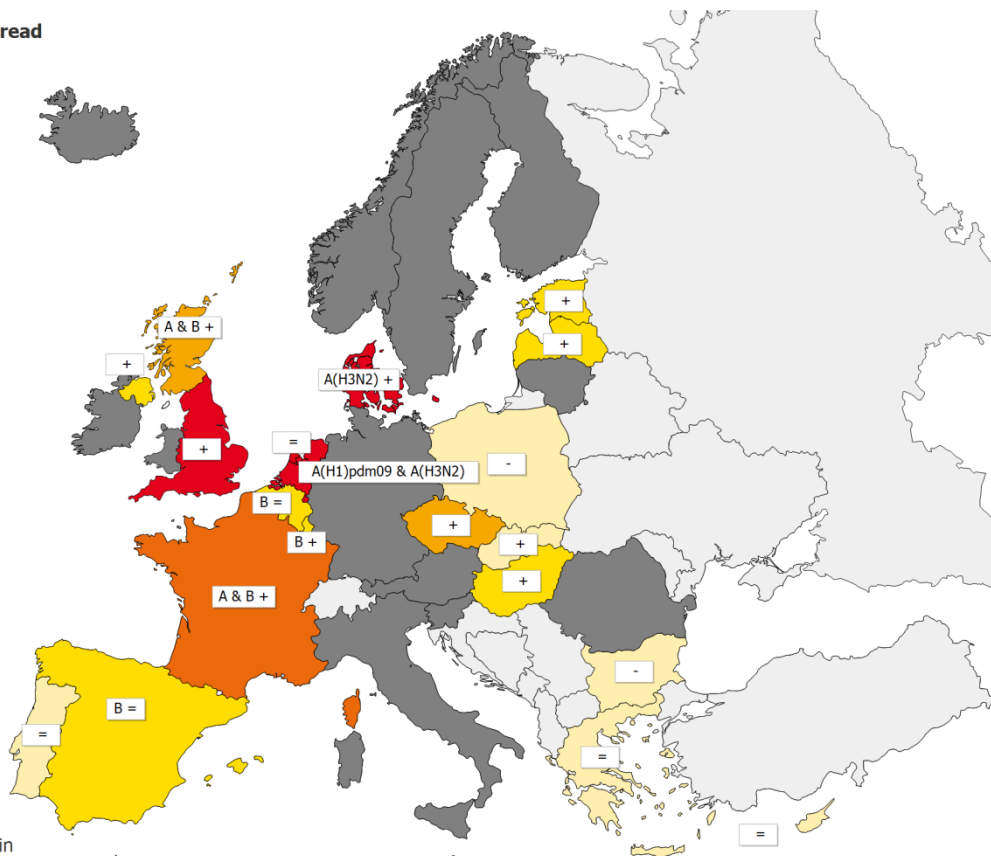 read
+
A & B +
+
+
A(H3N2) +
+
=
A(H1)pdm09 & A(H3N2)
-
B =
+
B +
+
+
A & B +
-
B =
=
=
=
in